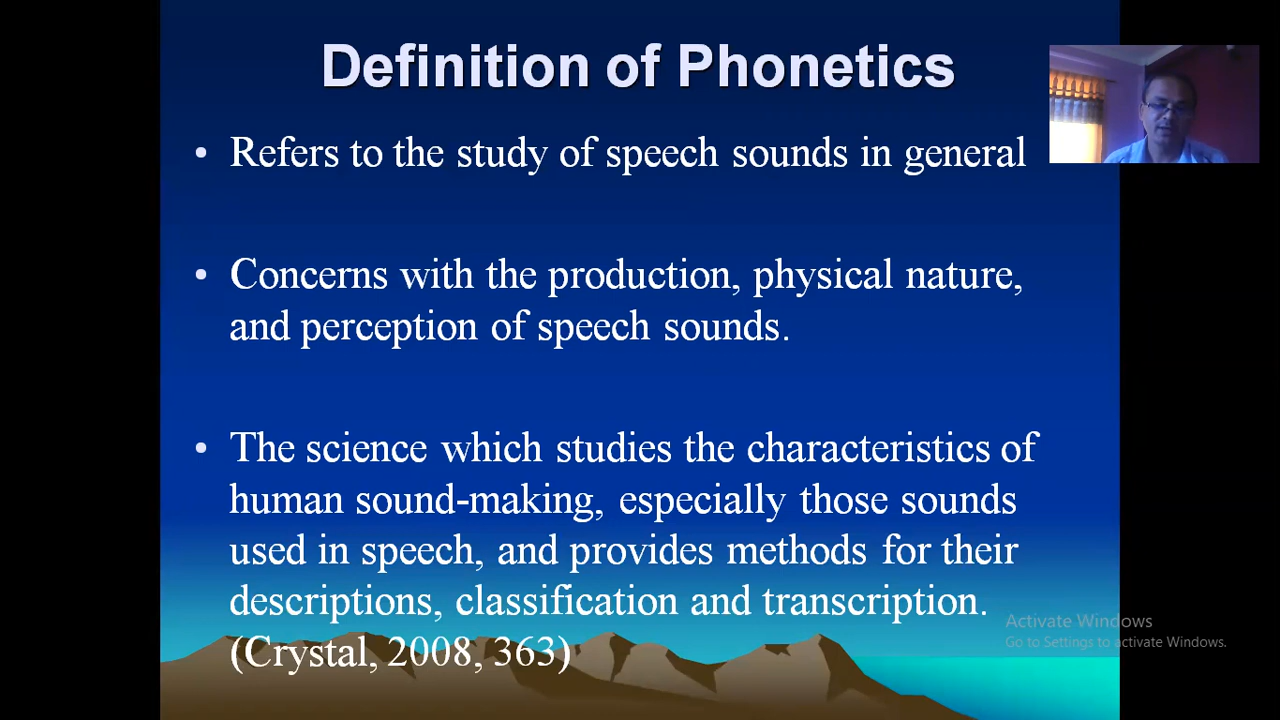 Definition of Phonetics
• Refers to the study of speech sounds in general
• Concerns with the production, physical nature,
and perception of speech sounds.
• The science which studies the characteristics of
human sound-making, especially those sounds
used in speech, and provides methods for their
descriptions, classification and transcription.
(Crystal, 2008, 363)
Activate Windows
Go to Settings to activate Windows.